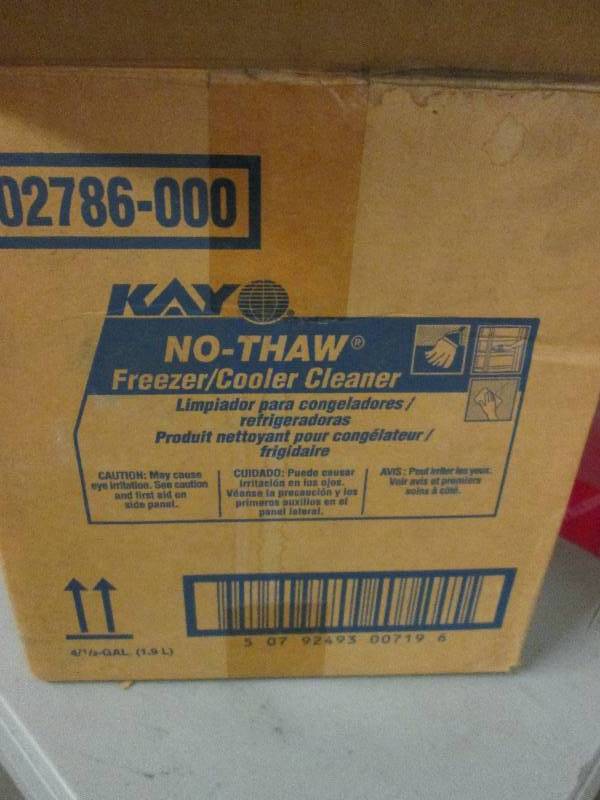 02786-000
KAY
NO-THAW®
Freezer/Cooler Cleaner
Limpiador para congeladores /
refrigeradoras
Produit nettoyant pour congélateur /
frigidaire
CAUTION: May cause
eye irritation. See caution
and first aid on
side panel.
CUIDADO: Puede causar
irritación en los ojos.
Véanse la precaución y los
primeros auxilios en el
panel lateral.
AVIS : Peut irriter les yeux.
Voir avis et premiers
soins à côté.
5 07 92493 00719 6
4/½-GAL. (1.9 L)